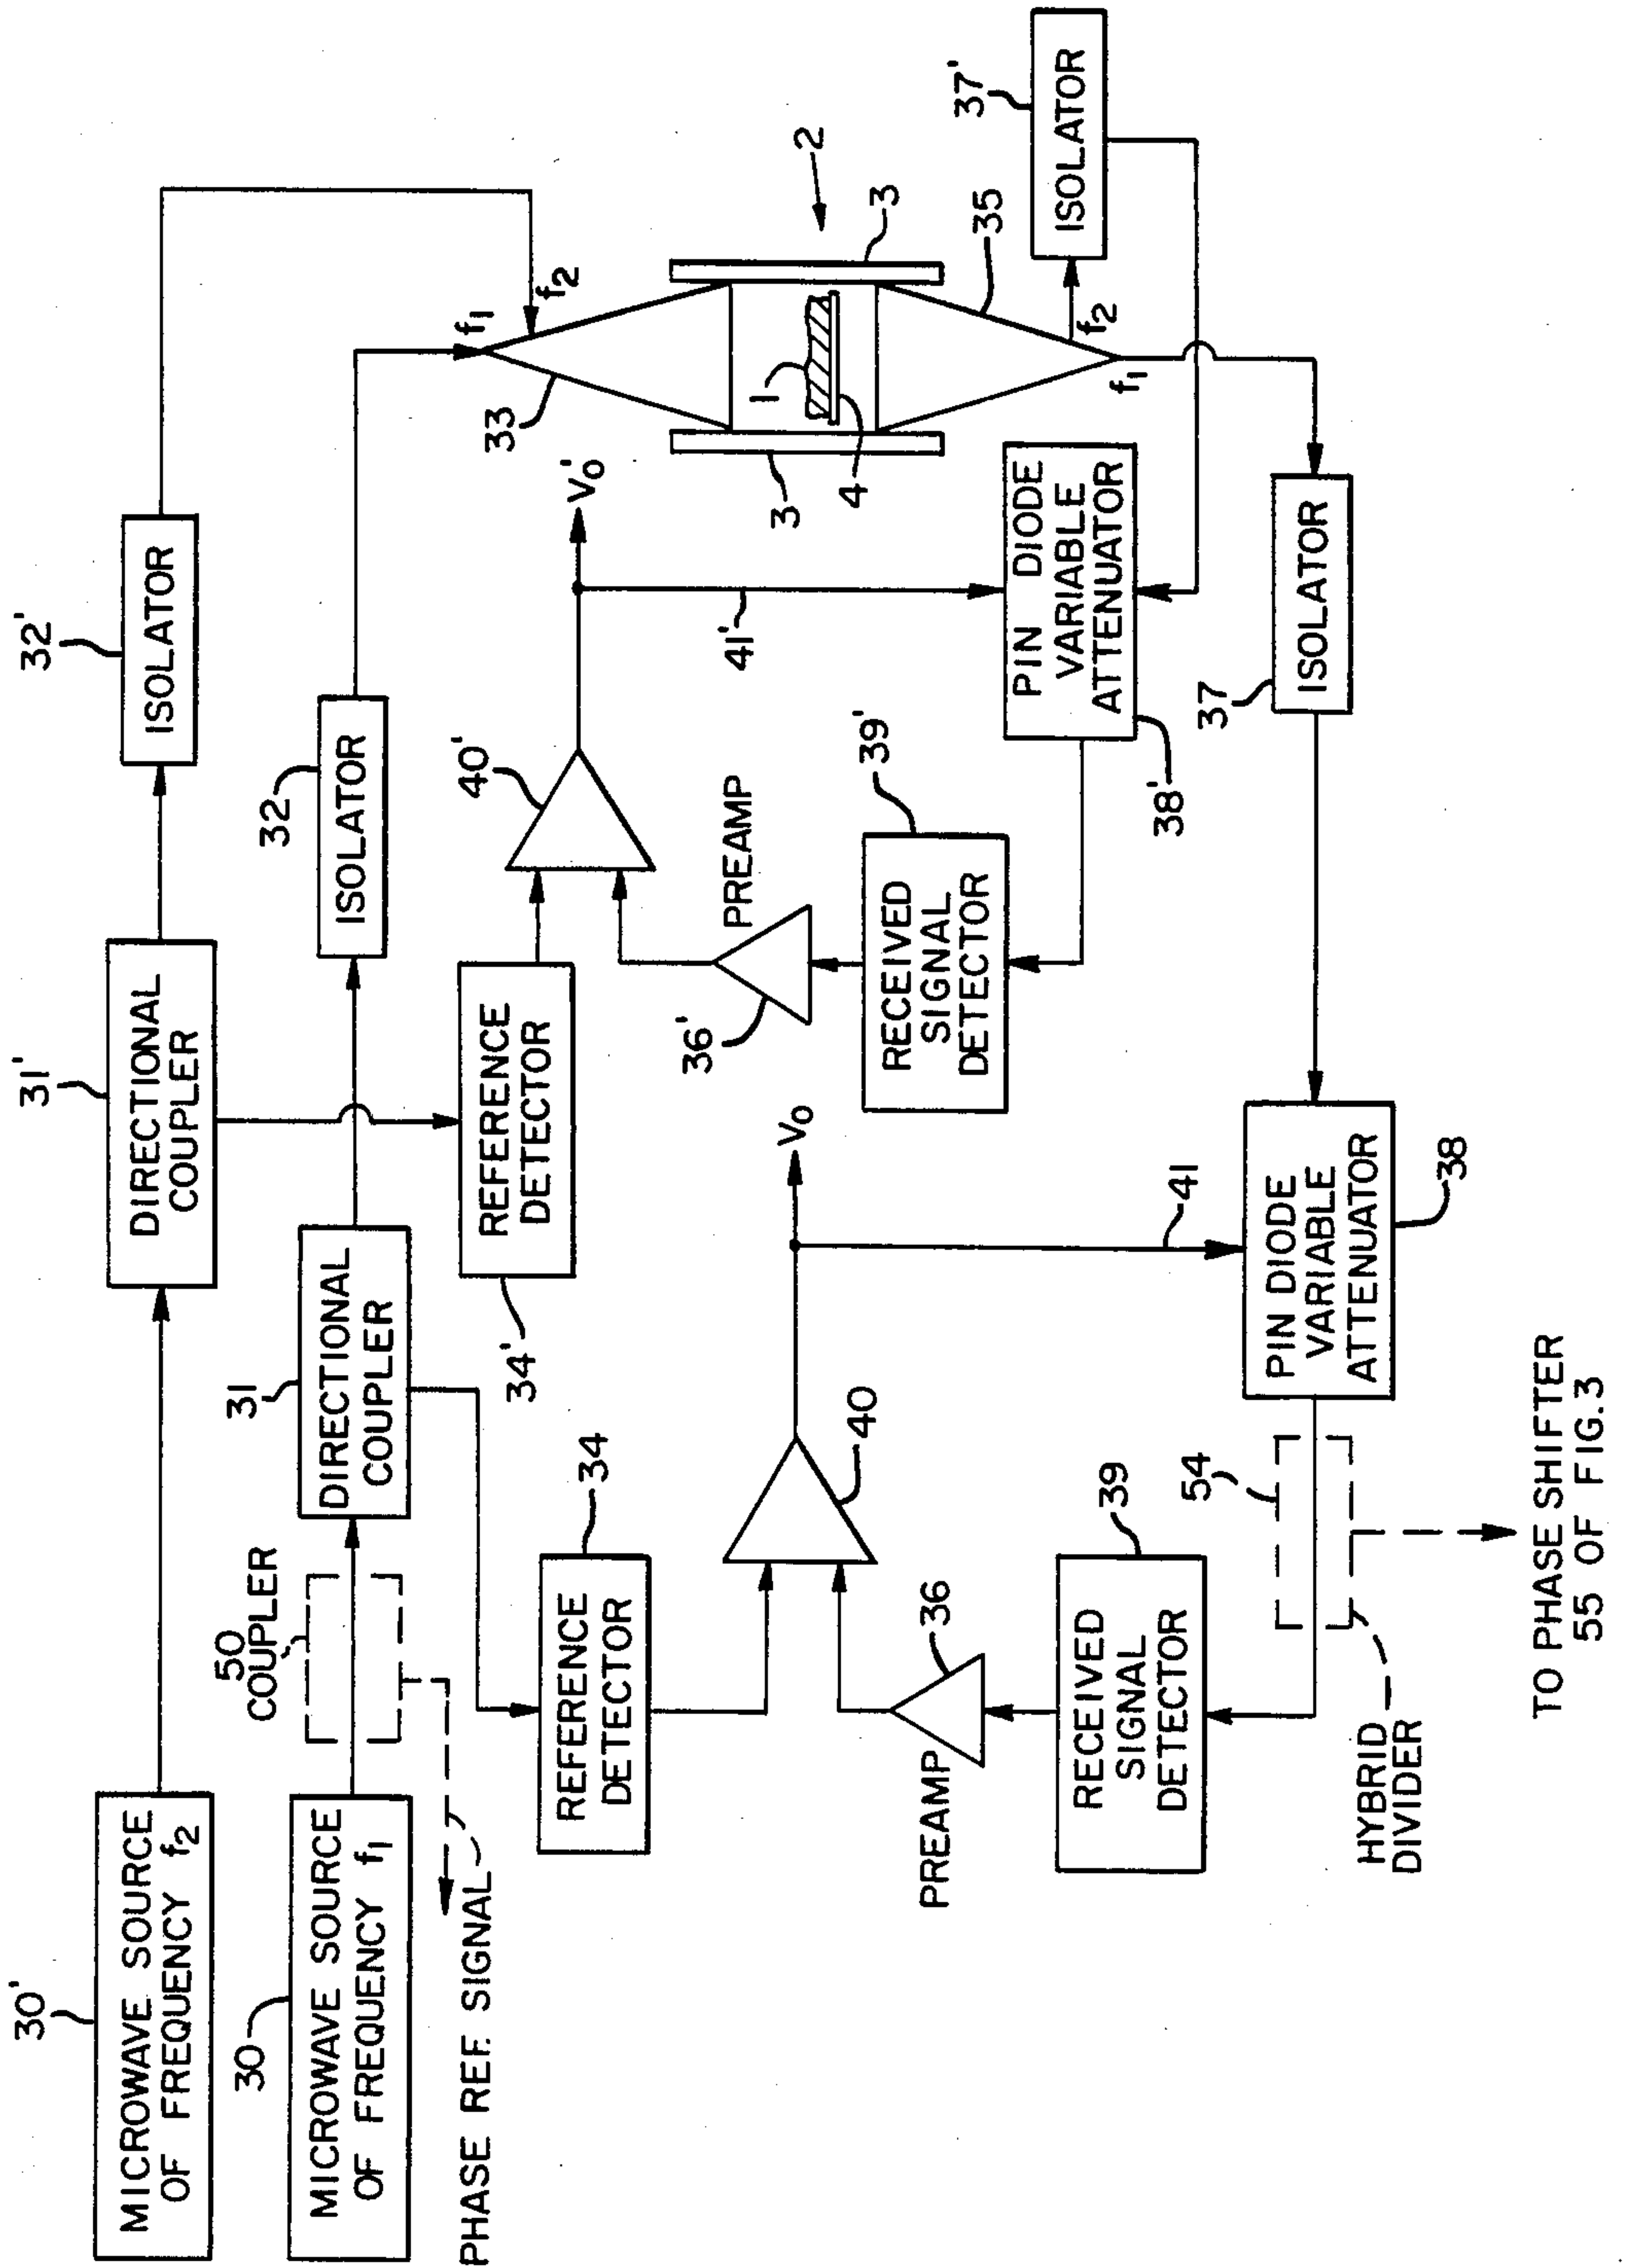 30'
MICROWAVE SOURCE
OF FREQUENCY f2
31'
DIRECTIONAL
COUPLER
32'
ISOLATOR
30
MICROWAVE SOURCE
OF FREQUENCY f1
50
COUPLER
31
DIRECTIONAL
COUPLER
32
ISOLATOR
f1
f2
33
PHASE REF. SIGNAL
34'
REFERENCE
DETECTOR
40'
V0'
34
REFERENCE
DETECTOR
36'
PREAMP
41'
3
1
4
2
3
40
V0
39'
RECEIVED
SIGNAL
DETECTOR
38'
PIN DIODE
VARIABLE
ATTENUATOR
35
f2
f1
37'
ISOLATOR
PREAMP
36
39
RECEIVED
SIGNAL
DETECTOR
41
54
38
PIN DIODE
VARIABLE
ATTENUATOR
37
ISOLATOR
HYBRID
DIVIDER
TO PHASE SHIFTER
55 OF FIG.3